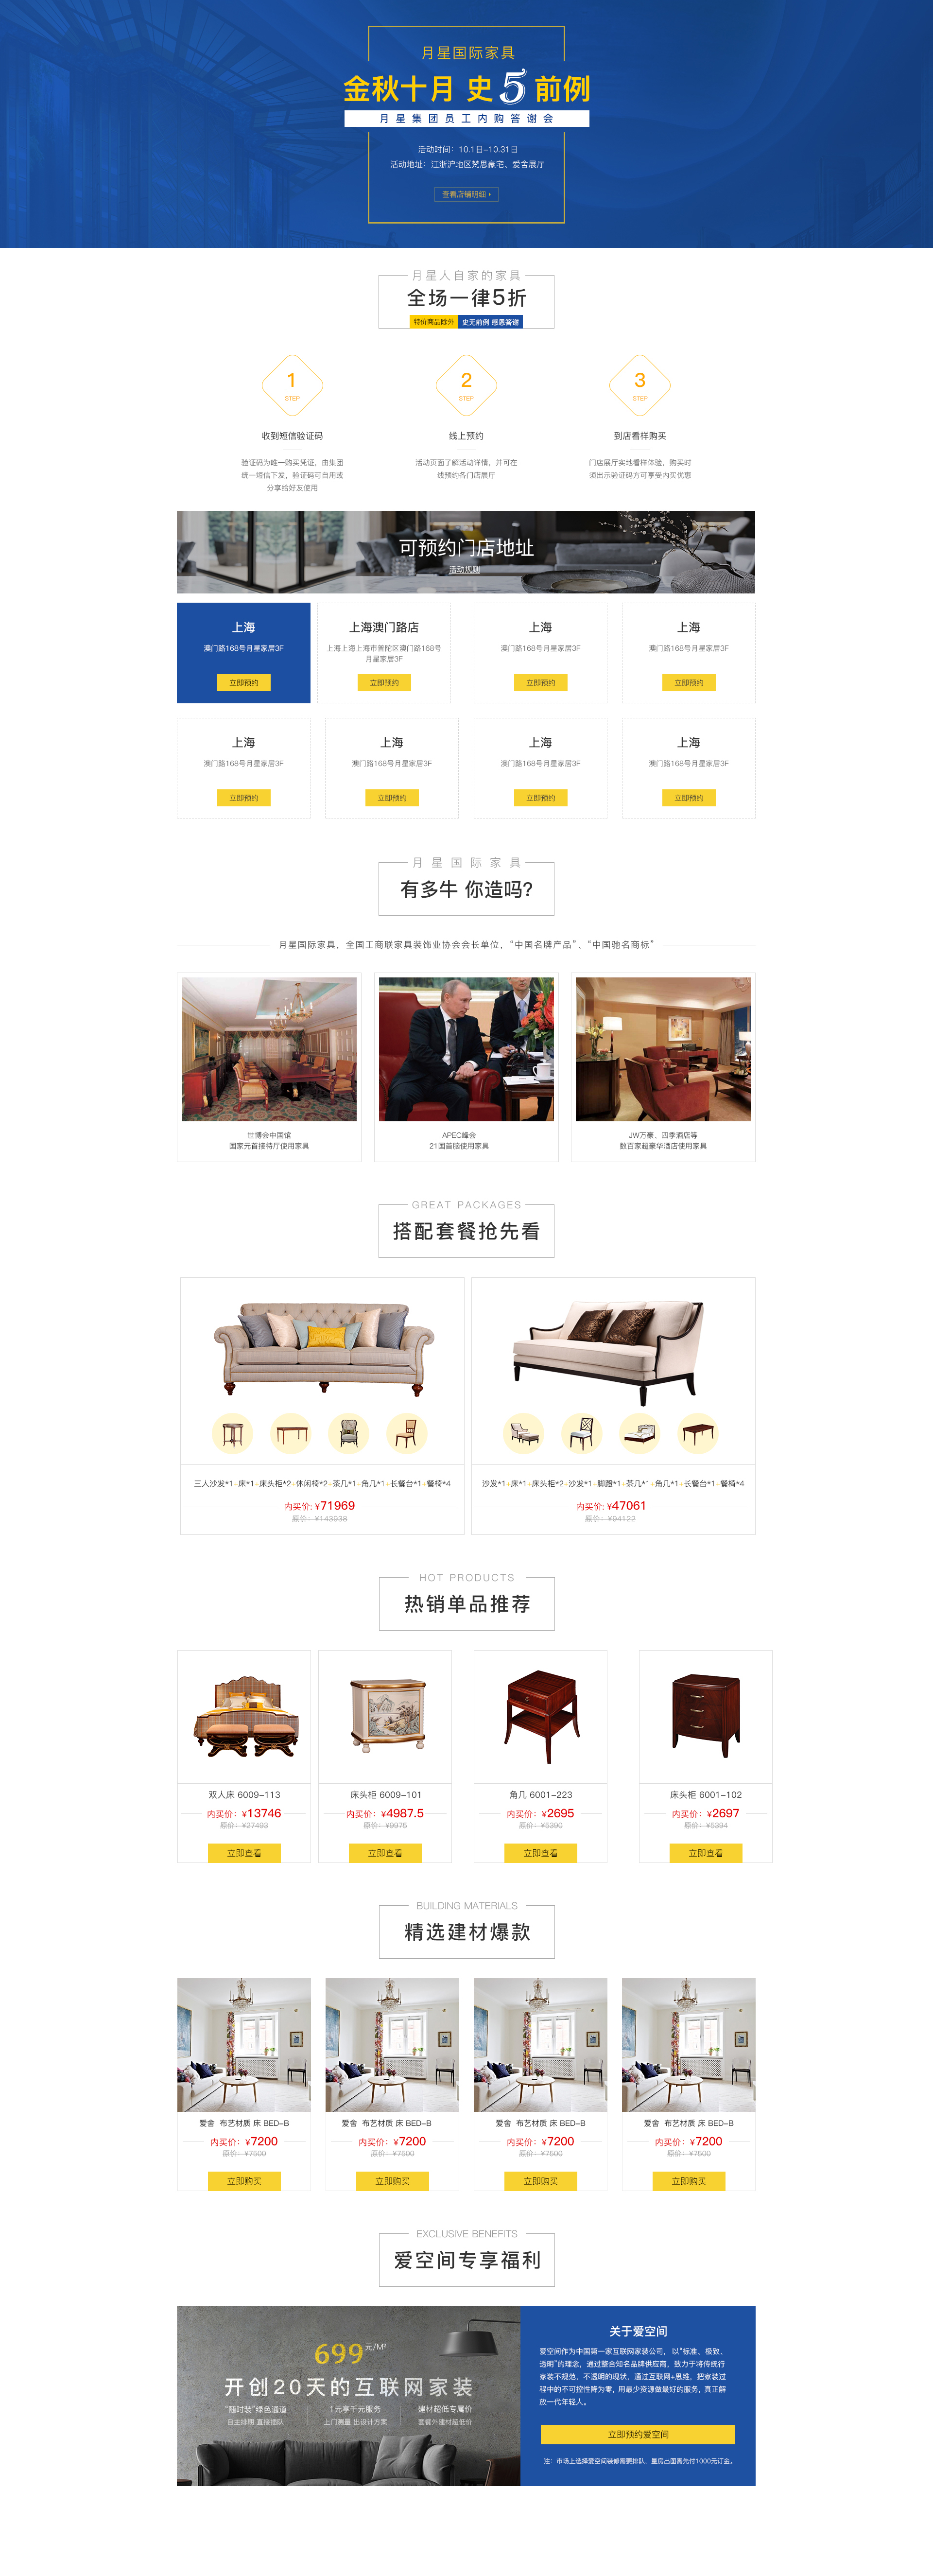 月星国际家具
金秋十月 史5前例
月星集团员工内购答谢会
活动时间：10.1日-10.31日
活动地址：江浙沪地区梵思豪宅、爱舍展厅
查看店铺明细
月星人自家的家具
全场一律5折
特价商品除外 史无前例 感恩答谢
1 2 3
STEP STEP STEP
收到短信验证码 线上预约 到店看样购买
验证码为唯一购买凭证，由集团
统一短信下发，验证码可自用或
分享给好友使用
活动页面了解活动详情，并可在
线预约各门店展厅
门店展厅实地看样体验，购买时
须出示验证码方可享受内买优惠
可预约门店地址
活动规则
上海
澳门路168号月星家居3F
立即预约
上海澳门路店
上海上海上海市普陀区澳门路168号
月星家居3F
立即预约
上海
澳门路168号月星家居3F
立即预约
上海
澳门路168号月星家居3F
立即预约
上海
澳门路168号月星家居3F
立即预约
上海
澳门路168号月星家居3F
立即预约
上海
澳门路168号月星家居3F
立即预约
上海
澳门路168号月星家居3F
立即预约
月星国际家具
有多牛 你造吗?
月星国际家具，全国工商联家具装饰业协会会长单位，“中国名牌产品”、“中国驰名商标”
世博会中国馆
国家元首接待厅使用家具
APEC峰会
21国首脑使用家具
JW万豪、四季酒店等
数百家超豪华酒店使用家具
GREAT PACKAGES
搭配套餐抢先看
三人沙发*1+床*1+床头柜*2+休闲椅*2+茶几*1+角几*1+长餐台*1+餐椅*4
内买价: ¥71969
原价：¥143938
沙发*1+床*1+床头柜*2+沙发*1+脚蹬*1+茶几*1+角几*1+长餐台*1+餐椅*4
内买价: ¥47061
原价：¥94122
HOT PRODUCTS
热销单品推荐
双人床 6009-113
内买价：¥13746
原价：¥27493
立即查看
床头柜 6009-101
内买价：¥4987.5
原价：¥9975
立即查看
角几 6001-223
内买价：¥2695
原价：¥5390
立即查看
床头柜 6001-102
内买价：¥2697
原价：¥5394
立即查看
BUILDING MATERIALS
精选建材爆款
爱舍 布艺材质 床 BED-B
内买价：¥7200
原价：¥7500
立即购买
爱舍 布艺材质 床 BED-B
内买价：¥7200
原价：¥7500
立即购买
爱舍 布艺材质 床 BED-B
内买价：¥7200
原价：¥7500
立即购买
爱舍 布艺材质 床 BED-B
内买价：¥7200
原价：¥7500
立即购买
EXCLUSIVE BENEFITS
爱空间专享福利
699元/M²
开创20天的互联网家装
“随时装”绿色通道 1元享千元服务 建材超低专属价
自主排期 直接插队 上门测量 出设计方案 套餐外建材超低价
关于爱空间
爱空间作为中国第一家互联网家装公司，以“标准、极致、
透明”的理念，通过整合知名品牌供应商，致力于将传统行
家装不规范，不透明的现状，通过互联网+思维，把家装过
程中的不可控性降为零，用最少资源做最好的服务，真正解
放一代年轻人。
立即预约爱空间
注：市场上选择爱空间装修需要排队、量房出图需先付1000元订金。